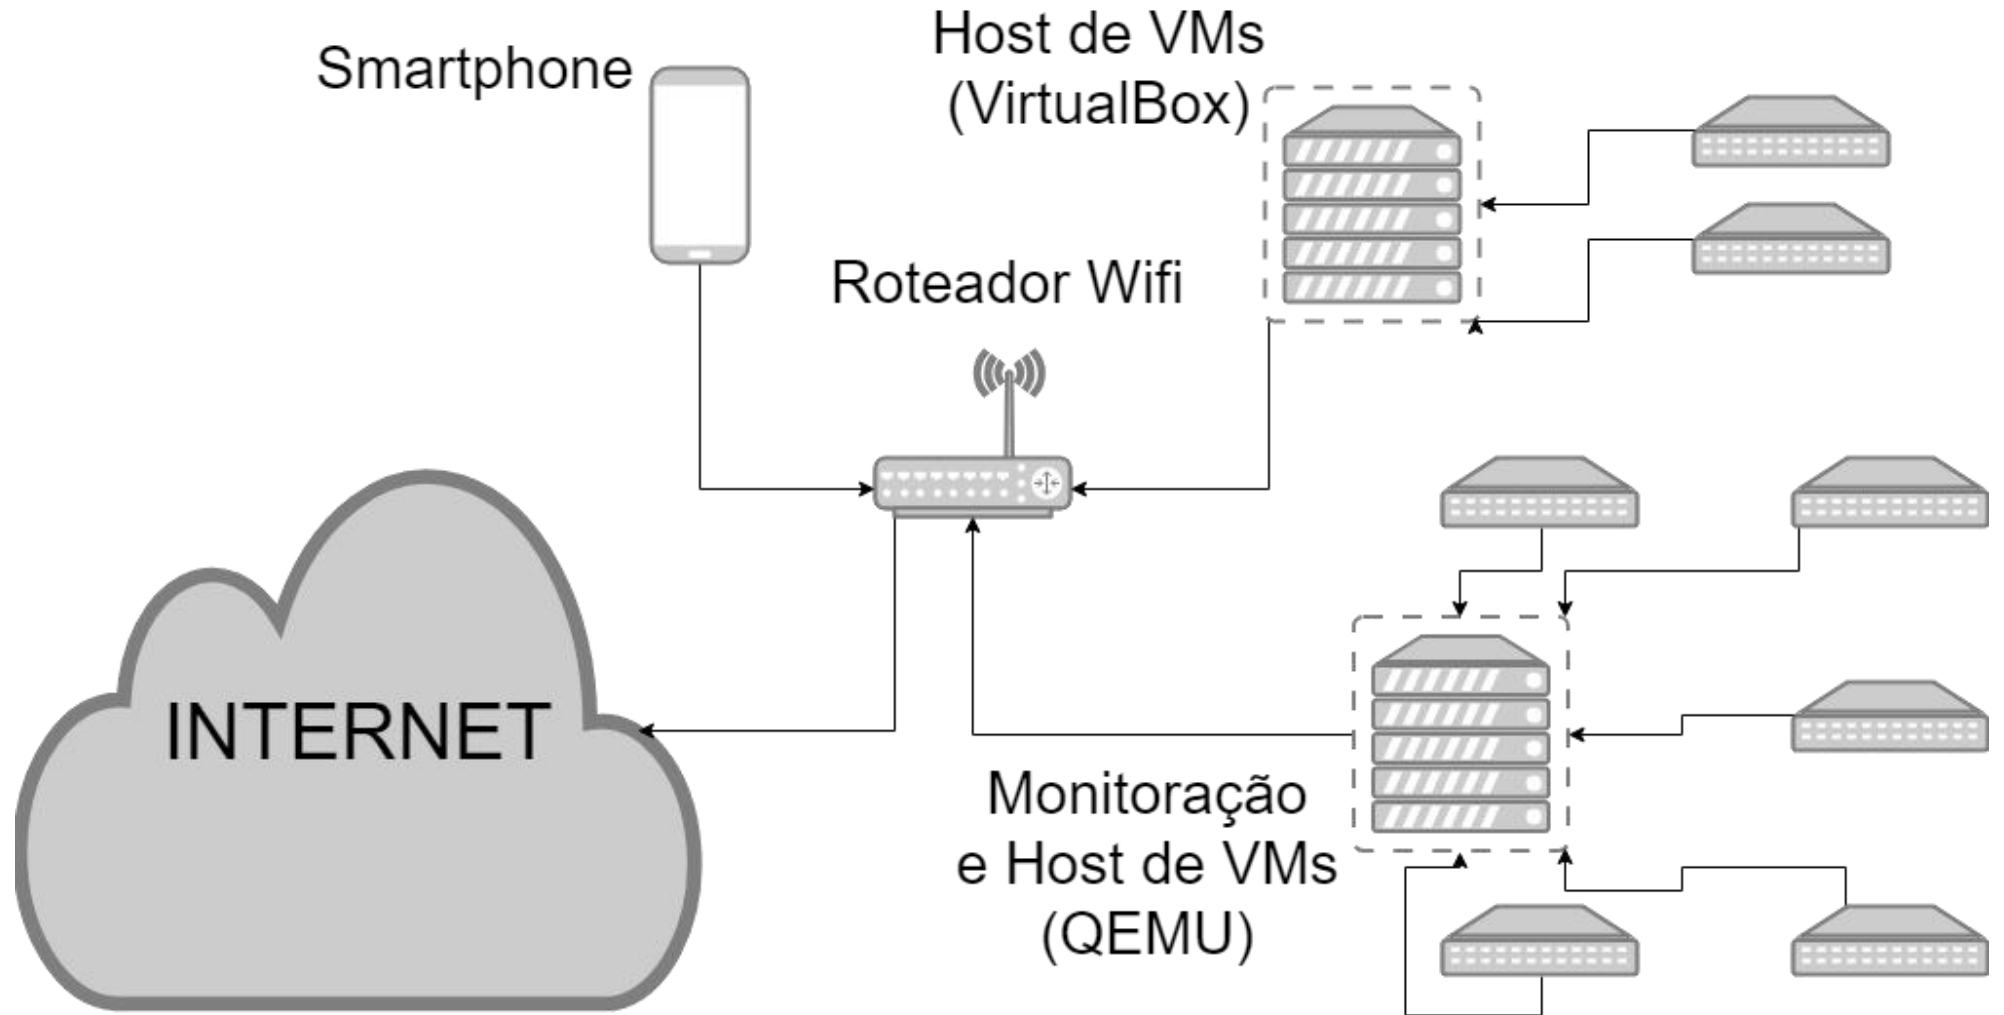 Host de VMs
(VirtualBox)
Smartphone
Roteador Wifi
INTERNET
Monitoração
e Host de VMs
(QEMU)